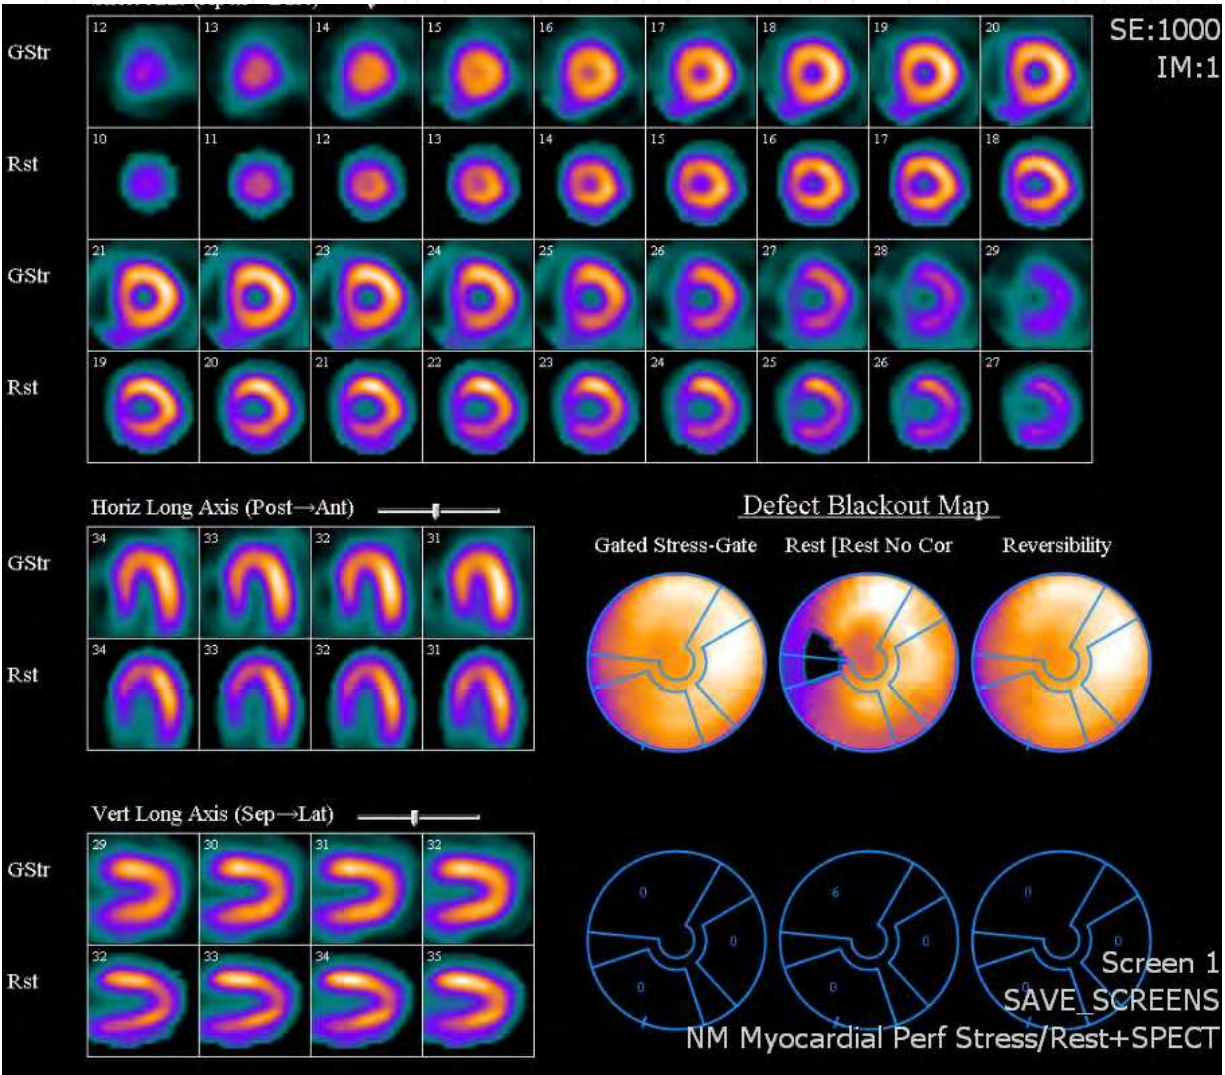 SE:1000
IM:1
GStr
12 13 14 15 16 17 18 19 20
Rst
10 11 12 13 14 15 16 17 18
GStr
21 22 23 24 25 26 27 28 29
Rst
19 20 21 22 23 24 25 26 27
Horiz Long Axis (Post→Ant)
GStr
34 33 32 31
Rst
34 33 32 31
Defect Blackout Map
Gated Stress-Gate Rest [Rest No Cor Reversibility
Vert Long Axis (Sep→Lat)
GStr
29 30 31 32
Rst
32 33 34 35
0 6 0
0 0 0
0 0 0
Screen 1
SAVE_SCREENS
NM Myocardial Perf Stress/Rest+SPECT